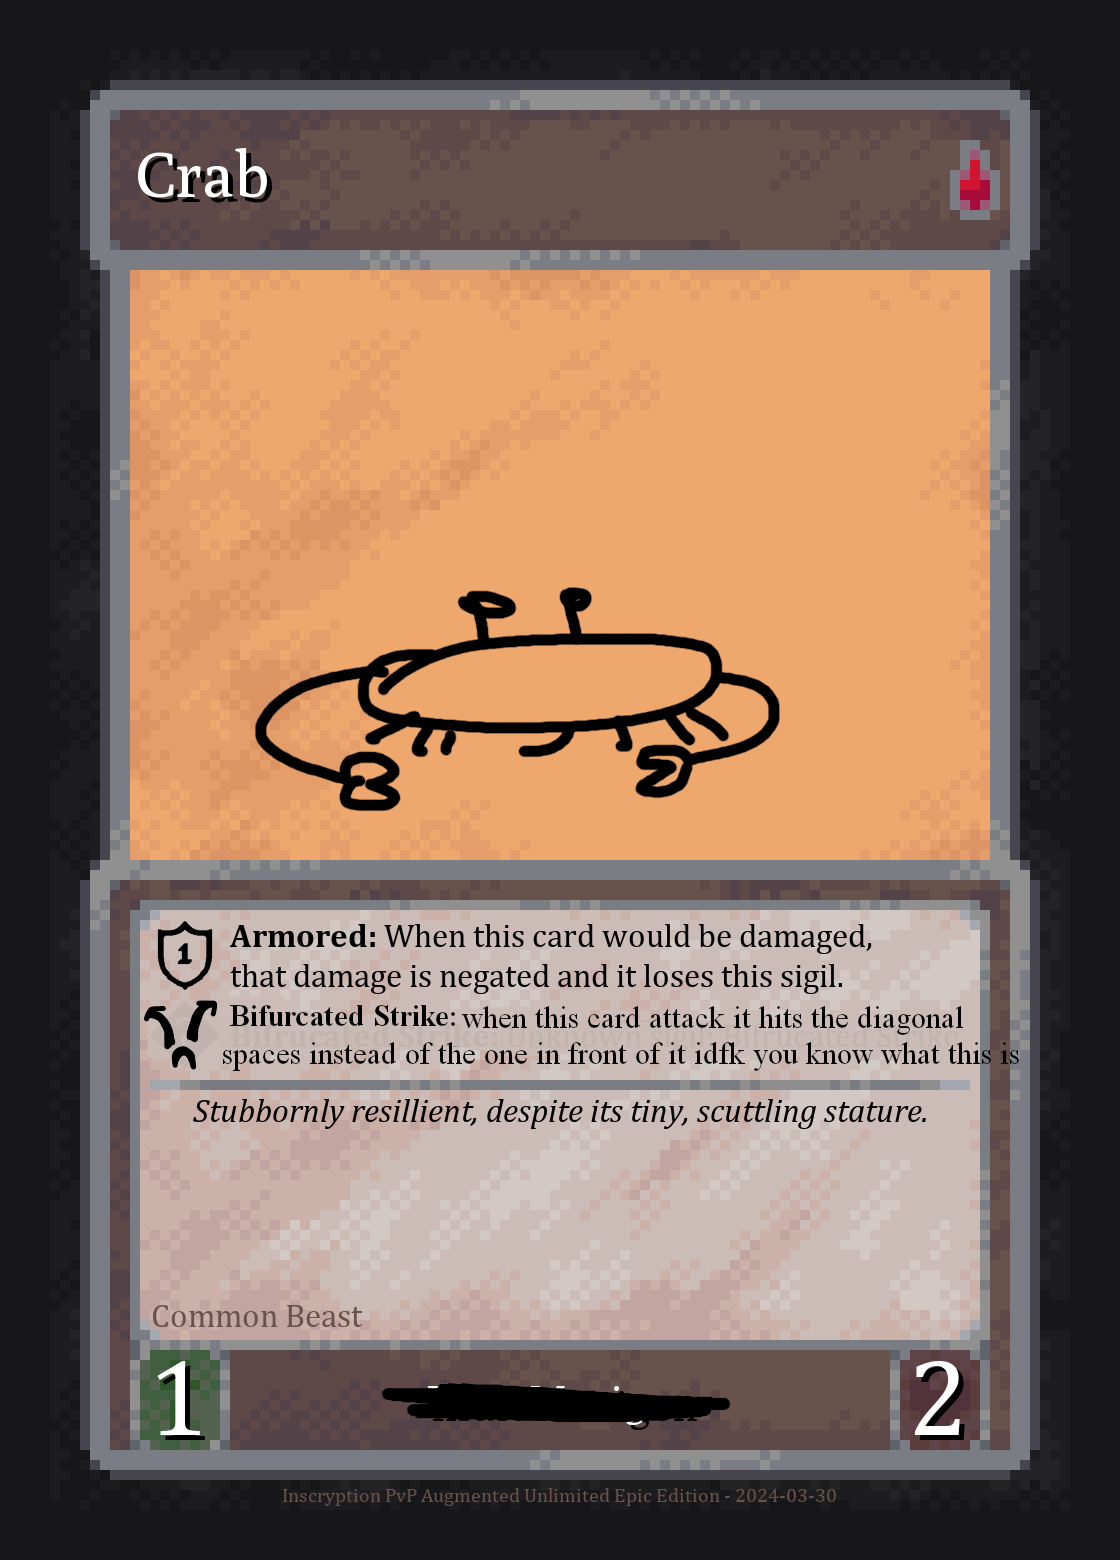 Crab
1
Armored: When this card would be damaged,
that damage is negated and it loses this sigil.
Bifurcated Strike: when this card attack it hits the diagonal
spaces instead of the one in front of it idfk you know what this is
Stubbornly resillient, despite its tiny, scuttling stature.
Common Beast
1
2
Inscryption PvP Augmented Unlimited Epic Edition - 2024-03-30